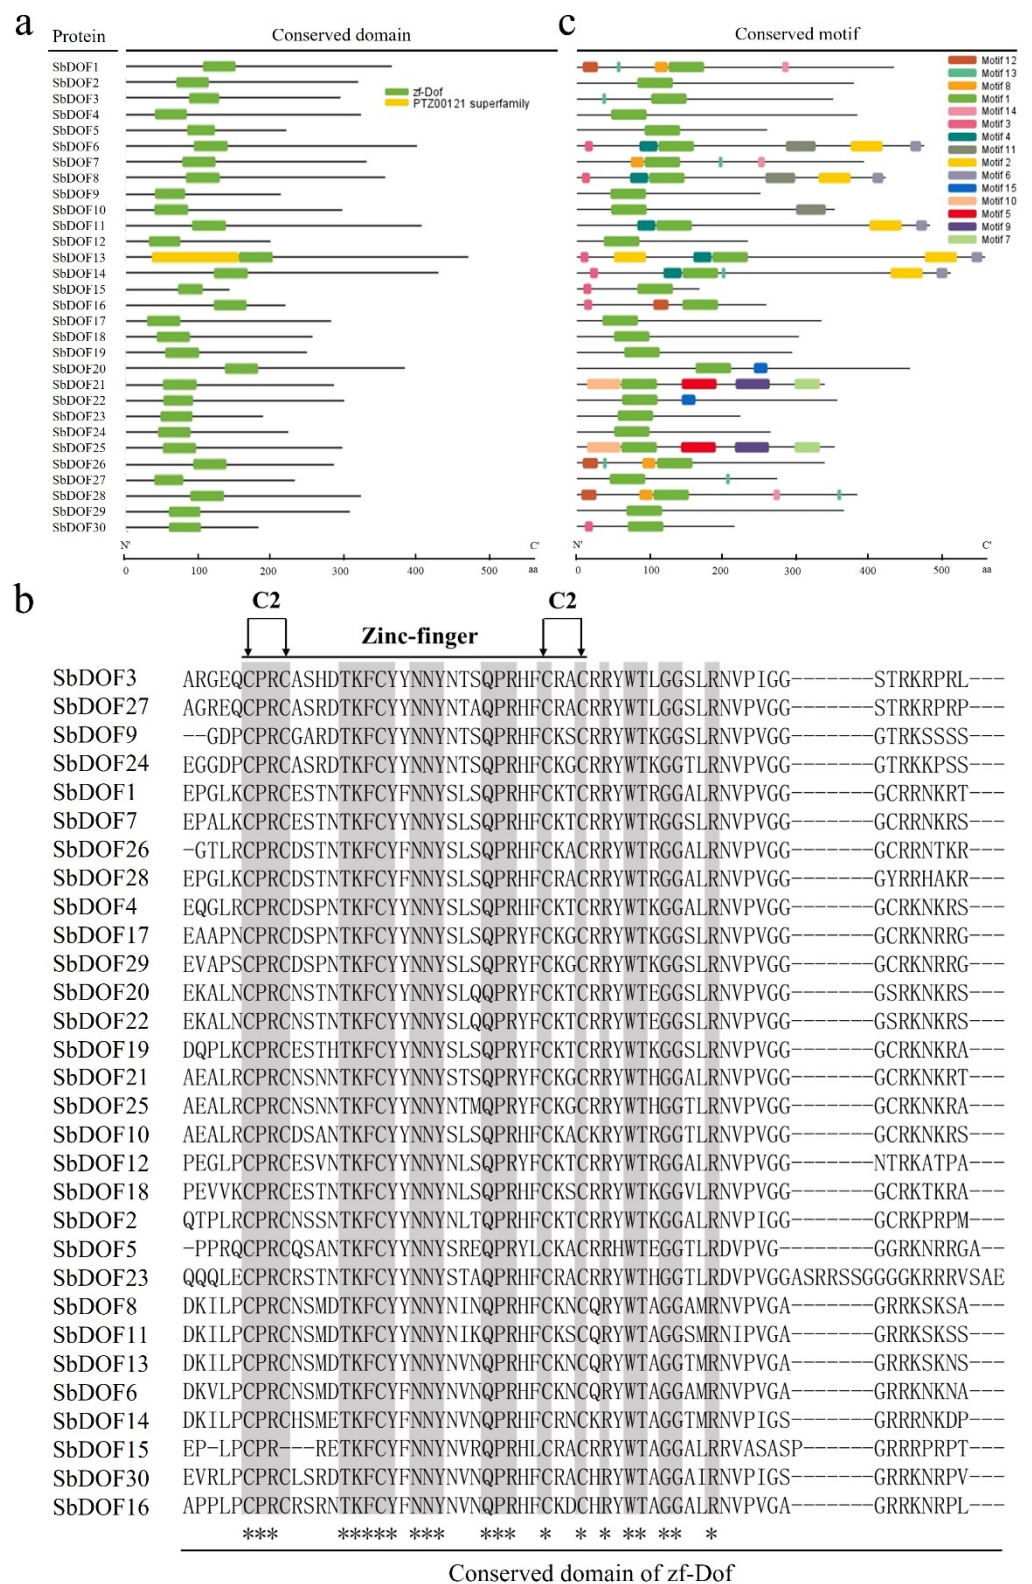 a
Protein
Conserved domain
SbDOF1
SbDOF2
SbDOF3
SbDOF4
SbDOF5
SbDOF6
SbDOF7
SbDOF8
SbDOF9
SbDOF10
SbDOF11
SbDOF12
SbDOF13
SbDOF14
SbDOF15
SbDOF16
SbDOF17
SbDOF18
SbDOF19
SbDOF20
SbDOF21
SbDOF22
SbDOF23
SbDOF24
SbDOF25
SbDOF26
SbDOF27
SbDOF28
SbDOF29
SbDOF30
zf-Dof
PTZ00121 superfamily
N' C'
0 100 200 300 400 500 aa
c
Conserved motif
Motif 12
Motif 13
Motif 8
Motif 1
Motif 14
Motif 3
Motif 4
Motif 11
Motif 2
Motif 6
Motif 15
Motif 10
Motif 5
Motif 9
Motif 7
N' C'
0 100 200 300 400 500 aa
b
C2 C2
Zinc-finger
SbDOF3 ARGEQCPRCASHDTKFCYYNNYNTSQPRHFCRACRRYWTLGGSLRNVPIGG-------STRKRPRL---
SbDOF27 AGREQCPRCASRDTKFCYYNNYNTAQPRHFCRACRRYWTLGGSLRNVPVGG-------STRKRPRP---
SbDOF9 --GDPCPRCGARDTKFCYYNNYNTSQPRHFCKSCRRYWTKGGSLRNVPVGG-------GTRKSSSS---
SbDOF24 EGGDPCPRCASRDTKFCYYNNYNTSQPRHFCKGCRRYWTKGGTLRNVPVGG-------GTRKKPSS---
SbDOF1 EPGLKCPRCESTNTKFCYFNNYSLSQPRHFCKTCRRYWTRGGALRNVPVGG-------GCRRNKRT---
SbDOF7 EPALKCPRCESTNTKFCYFNNYSLSQPRHFCKTCRRYWTRGGALRNVPVGG-------GCRRNKRS---
SbDOF26 -GTLRCPRCDSTNTKFCYFNNYSLSQPRHFCKACRRYWTRGGALRNVPVGG-------GCRRNTKR---
SbDOF28 EPGLKCPRCDSTNTKFCYFNNYSLSQPRHFCRACRRYWTRGGALRNVPVGG-------GYRRHAKR---
SbDOF4 EQGLRCPRCDSPNTKFCYYNNYSLSQPRHFCKTCRRYWTKGGALRNVPVGG-------GCRKNKRS---
SbDOF17 EAAPNCPRCDSPNTKFCYYNNYSLSQPRYFCKGCRRYWTKGGSLRNVPVGG-------GCRKNRRG---
SbDOF29 EVAPSCPRCDSPNTKFCYYNNYSLSQPRYFCKGCRRYWTKGGSLRNVPVGG-------GCRKNRRG---
SbDOF20 EKALNCPRCNSTNTKFCYYNNYSLQQPRYFCKTCRRYWTEGGSLRNVPVGG-------GSRKNKRS---
SbDOF22 EKALNCPRCNSTNTKFCYYNNYSLQQPRYFCKTCRRYWTEGGSLRNVPVGG-------GSRKNKRS---
SbDOF19 DQPLKCPRCESTHTKFCYYNNYSLSQPRYFCKTCRRYWTKGGSLRNVPVGG-------GCRKNKRA---
SbDOF21 AEALRCPRCNSNNTKFCYYNNYSTSQPRYFCKGCRRYWTHGGALRNVPVGG-------GCRKNKRT---
SbDOF25 AEALRCPRCNSNNTKFCYYNNYNTMQPRYFCKGCRRYWTHGGTLRNVPVGG-------GCRKNKRA---
SbDOF10 AEALRCPRCDSANTKFCYYNNYSLSQPRHFCKACKRYWTRGGTLRNVPVGG-------GCRKNKRS---
SbDOF12 PEGLPCPRCESVNTKFCYYNNYNLSQPRYFCKTCRRYWTRGGALRNVPVGG-------NTRKATPA---
SbDOF18 PEVVKCPRCESTNTKFCYYNNYNLSQPRHFCKSCRRYWTKGGVLRNVPVGG-------GCRKTKRA---
SbDOF2 QTPLRCPRCNSSNTKFCYYNNYNLTQPRHFCKTCRRYWTKGGALRNVPIGG-------GCRKPRPM---
SbDOF5 -PPRQCPRCQSANTKFCYYNNYSREQPRYLCKACRRHWTEGGTLRDVPVG--------GGRKNRRGA--
SbDOF23 QQQLECPRCRSTNTKFCYYNNYSTAQPRHFCRACRRYWTHGGTLRDVPVGGASRRSSGGGGKRRRVSAE
SbDOF8 DKILPCPRCNSMDTKFCYYNNYNINQPRHFCKNCQRYWTAGGAMRNVPVGA-------GRRKSKSA---
SbDOF11 DKILPCPRCNSMDTKFCYYNNYNIKQPRHFCKSCQRYWTAGGSMRNIPVGA-------GRRKSKSS---
SbDOF13 DKILPCPRCNSMDTKFCYYNNYNVNQPRHFCKNCQRYWTAGGTMRNVPVGA-------GRRKSKNS---
SbDOF6 DKVLPCPRCNSMDTKFCYFNNYNVNQPRHFCKNCQRYWTAGGAMRNVPVGA-------GRRKNKNA---
SbDOF14 DKILPCPRCHSMETKFCYFNNYNVNQPRHFCRNCKRYWTAGGTMRNVPIGS-------GRRRNKDP---
SbDOF15 EP-LPCPR---RETKFCYFNNYNVRQPRHLCRACRRYWTAGGALRRVASASP-------GRRRPRPT---
SbDOF30 EVRLPCPRCLSRDTKFCYFNNYNVNQPRHFCRACHRYWTAGGAIRNVPIGS-------GRRKNRPV---
SbDOF16 APPLPCPRCRSRNTKFCYFNNYNVNQPRHFCKDCHRYWTAGGALRNVPVGA-------GRRKNRPL---
*** ***** *** *** * * * ** ** *
Conserved domain of zf-Dof